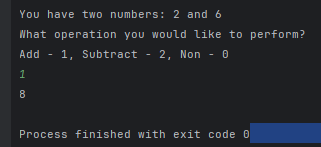 You have two numbers: 2 and 6
What operation you would like to perform?
Add - 1, Subtract - 2, Non - 0
1
8
Process finished with exit code 0